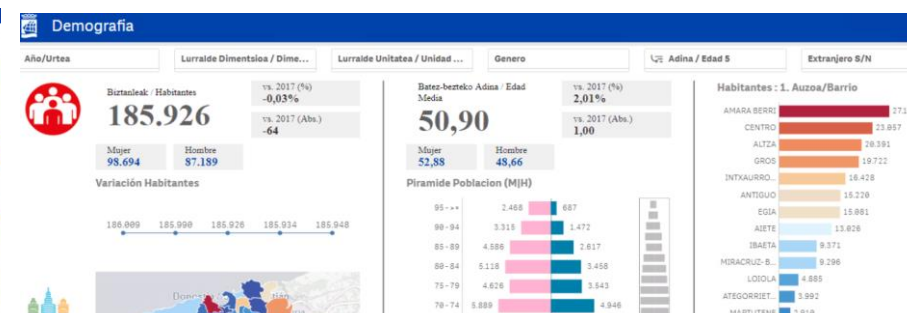 Demografia
Año/Urtea
Lurralde Dimentsioa / Dime...
Lurralde Unitatea / Unidad ...
Genero
Adina / Edad 5
Extranjero S/N
Biztanleak / Habitantes
185.926
vs. 2017 (%)
-0,03%
vs. 2017 (Abs.)
-64
Mujer
98.694
Hombre
87.189
Variación Habitantes
186.009 185.990 185.926 185.934 185.948
Batez-bezteko Adina / Edad
Media
50,90
vs. 2017 (%)
2,01%
vs. 2017 (Abs.)
1,00
Mujer
52,88
Hombre
48,66
Piramide Poblacion (M|H)
2.468 687
90-94 3.315 1.472
85-89 4.586 2.617
80-84 5.118 3.458
75-79 4.626 3.543
70-74 5.889 4.946
Habitantes : 1. Auzoa/Barrio
AMARA BERRI
CENTRO 23.057
ALTZA 20.391
GROS 19.722
INTXAURRO... 16.428
ANTIGUO 15.220
EGIA 15.081
AIETE 13.026
IBAETA 9.371
MIRACRUZ-B... 9.296
LOIOLA 4.885
ATEGORRIET... 3.992